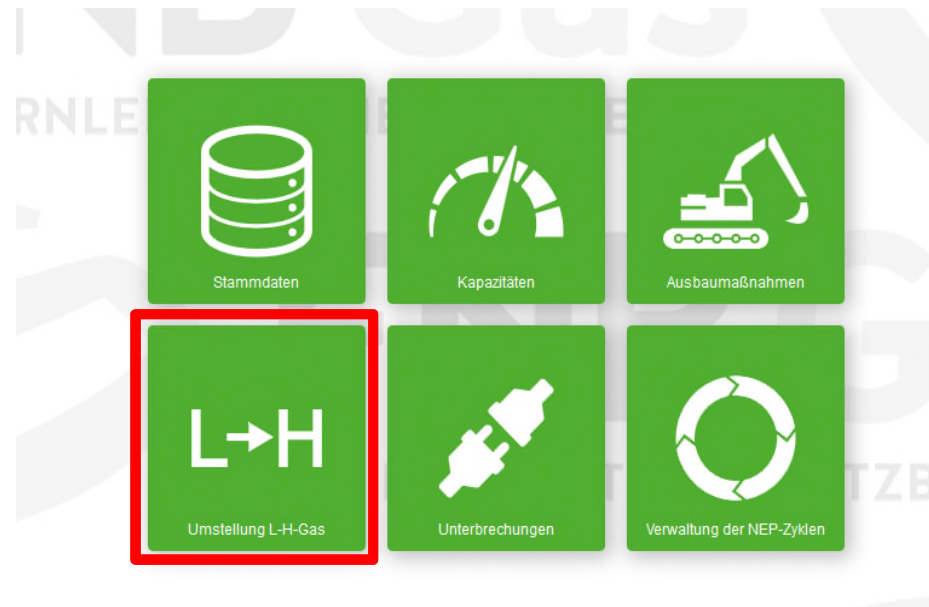 Stammdaten
Kapazitäten
Ausbaumaßnahmen
L→H
Umstellung L-H-Gas
Unterbrechungen
Verwaltung der NEP-Zyklen